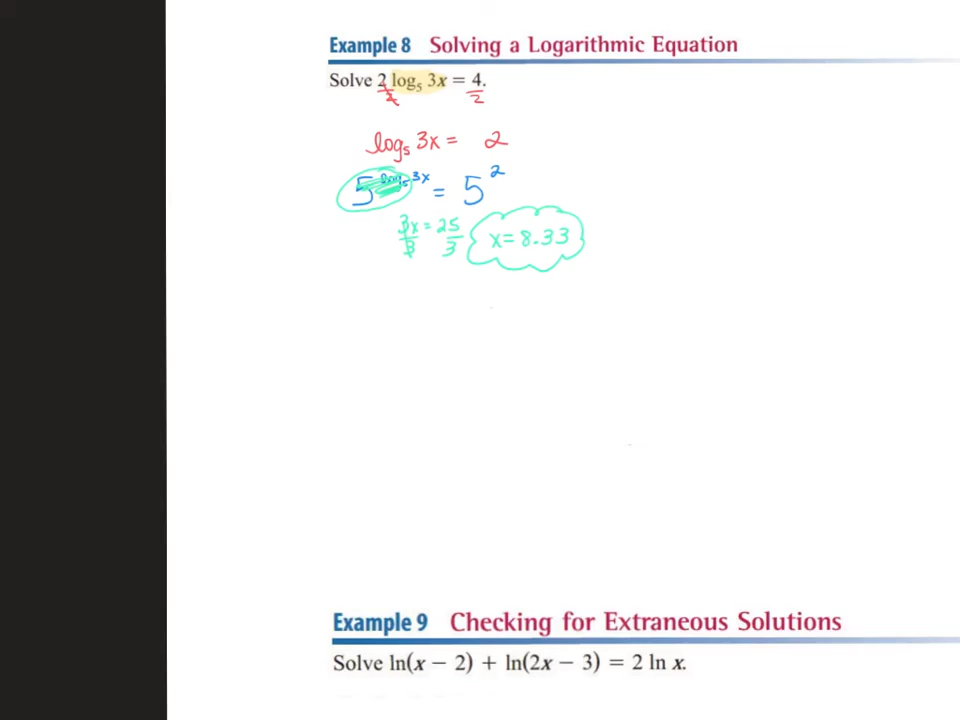 Example 8 Solving a Logarithmic Equation
Solve 2 log₅ 3x = 4.
2 2
log₅ 3x = 2
5^log₅ 3x = 5²
3x = 25
3 3
x = 8.33
Example 9 Checking for Extraneous Solutions
Solve ln(x − 2) + ln(2x − 3) = 2 ln x.